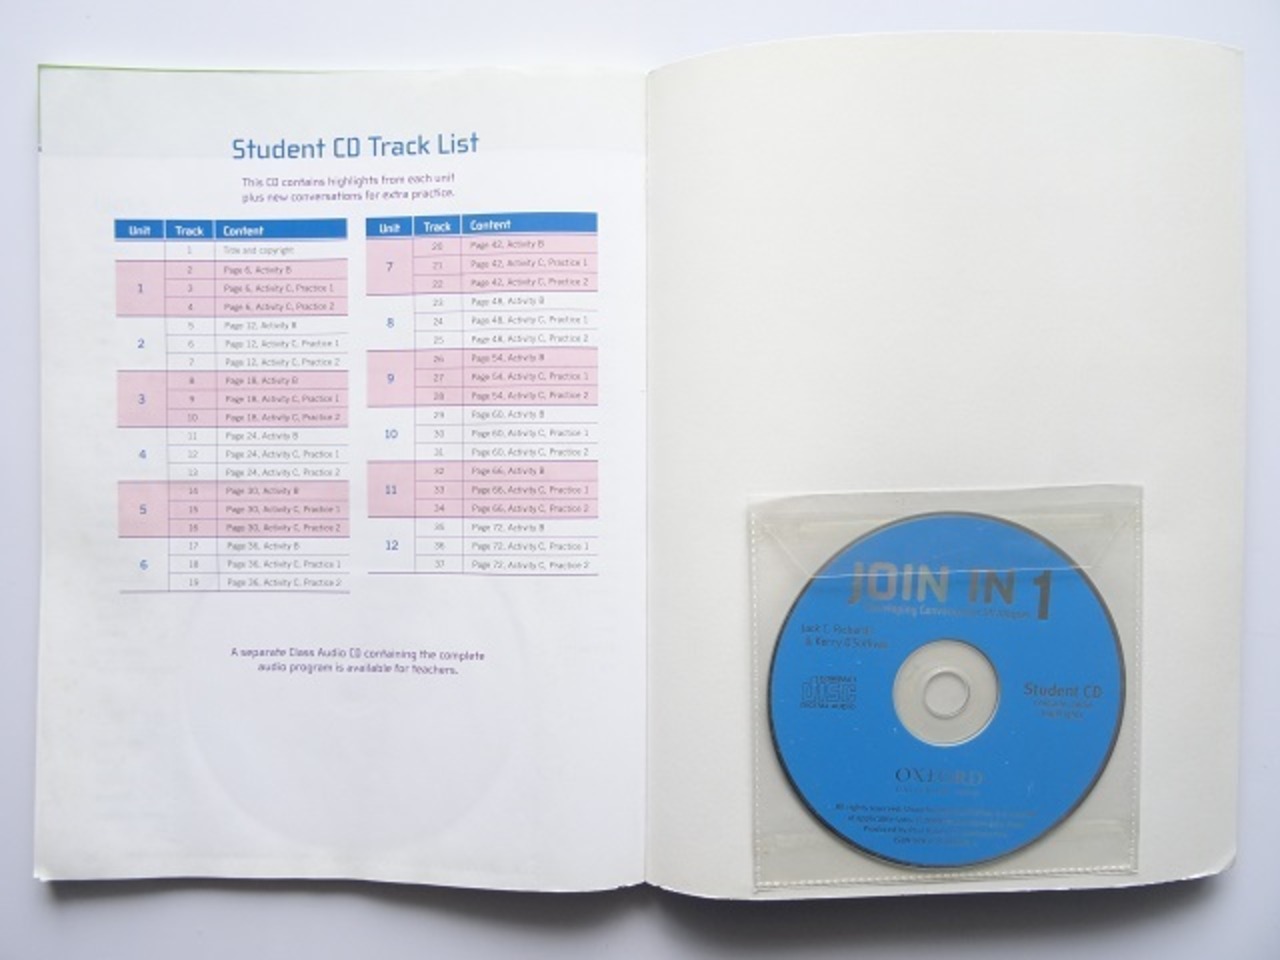 Student CD Track List
This CD contains highlights from each unit
plus new conversations for extra practice.
Unit Track Content
1 Title and copyright
1
2 Page 6, Activity B
3 Page 6, Activity C, Practice 1
4 Page 6, Activity C, Practice 2
2
5 Page 12, Activity B
6 Page 12, Activity C, Practice 1
7 Page 12, Activity C, Practice 2
3
8 Page 18, Activity B
9 Page 18, Activity C, Practice 1
10 Page 18, Activity C, Practice 2
4
11 Page 24, Activity B
12 Page 24, Activity C, Practice 1
13 Page 24, Activity C, Practice 2
5
14 Page 30, Activity B
15 Page 30, Activity C, Practice 1
16 Page 30, Activity C, Practice 2
6
17 Page 36, Activity B
18 Page 36, Activity C, Practice 1
19 Page 36, Activity C, Practice 2
Unit Track Content
7
20 Page 42, Activity B
21 Page 42, Activity C, Practice 1
22 Page 42, Activity C, Practice 2
8
23 Page 48, Activity B
24 Page 48, Activity C, Practice 1
25 Page 48, Activity C, Practice 2
9
26 Page 54, Activity B
27 Page 54, Activity C, Practice 1
28 Page 54, Activity C, Practice 2
10
29 Page 60, Activity B
30 Page 60, Activity C, Practice 1
31 Page 60, Activity C, Practice 2
11
32 Page 66, Activity B
33 Page 66, Activity C, Practice 1
34 Page 66, Activity C, Practice 2
12
35 Page 72, Activity B
36 Page 72, Activity C, Practice 1
37 Page 72, Activity C, Practice 2
A separate Class Audio CD containing the complete
audio program is available for teachers.
JOIN IN 1
Developing Conversation Strategies
Jack C. Richards
& Kerry O'Sullivan
COMPACT
disc
DIGITAL AUDIO
Student CD
OXFORD
All rights reserved.